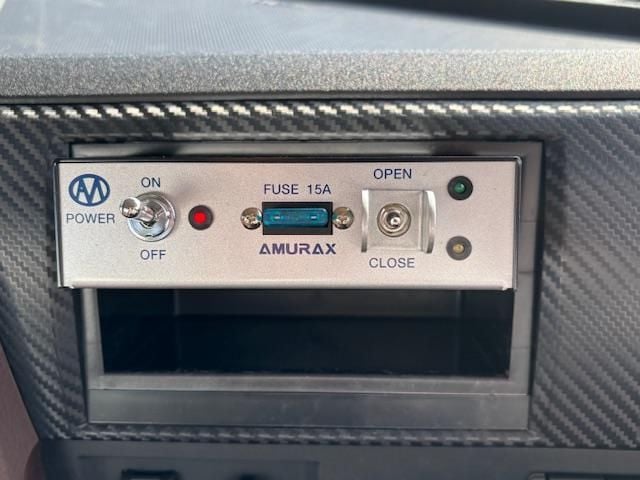 ON
POWER
OFF
FUSE 15A
AMURAX
OPEN
CLOSE